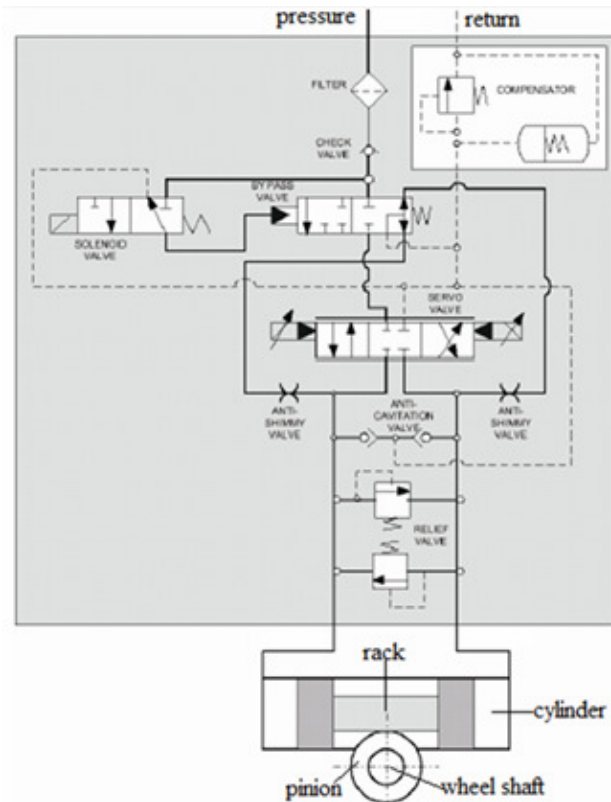 pressure
return
FILTER
COMPENSATOR
CHECK
VALVE
BYPASS
VALVE
SOLENOID
VALVE
SERVO
VALVE
ANTI-
SHIMMY
VALVE
ANTI-
CAVITATION
VALVE
ANTI-
SHIMMY
VALVE
RELIEF
VALVE
rack
cylinder
pinion
wheel shaft